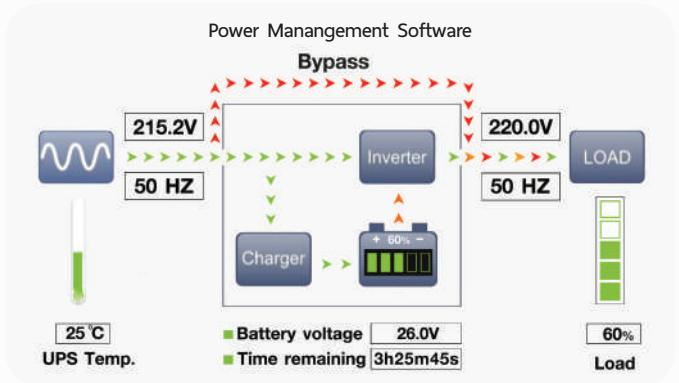 Power Manangement Software
Bypass
215.2V
220.0V
Inverter
LOAD
50 HZ
50 HZ
+ 60% −
Charger
25°C
Battery voltage 26.0V
60%
UPS Temp.
Time remaining 3h25m45s
Load